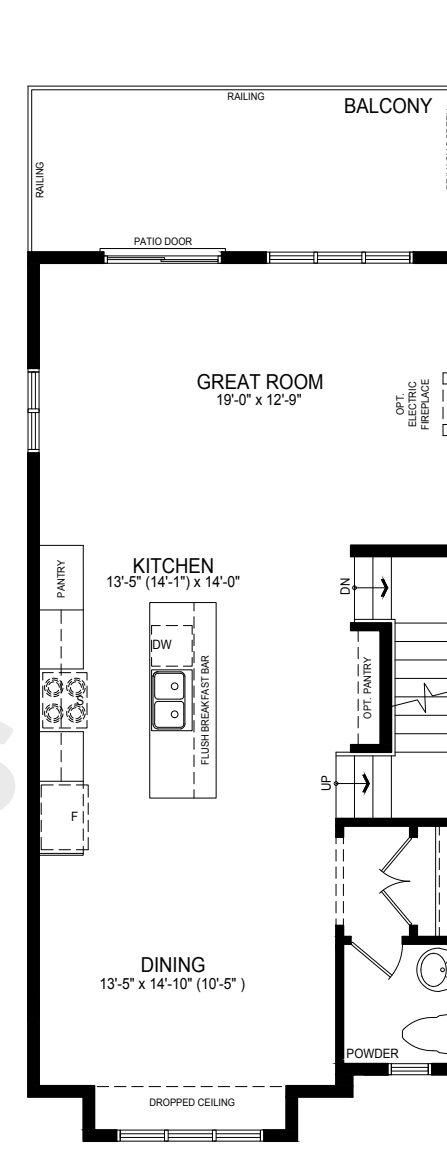 RAILING
BALCONY
RAILING
PATIO DOOR
GREAT ROOM
19'-0" x 12'-9"
OPT.
ELECTRIC
FIREPLACE
KITCHEN
13'-5" (14'-1") x 14'-0"
PANTRY
DN
DW
FLUSH BREAKFAST BAR
OPT. PANTRY
S
UP
F
DINING
13'-5" x 14'-10" (10'-5" )
POWDER
DROPPED CEILING